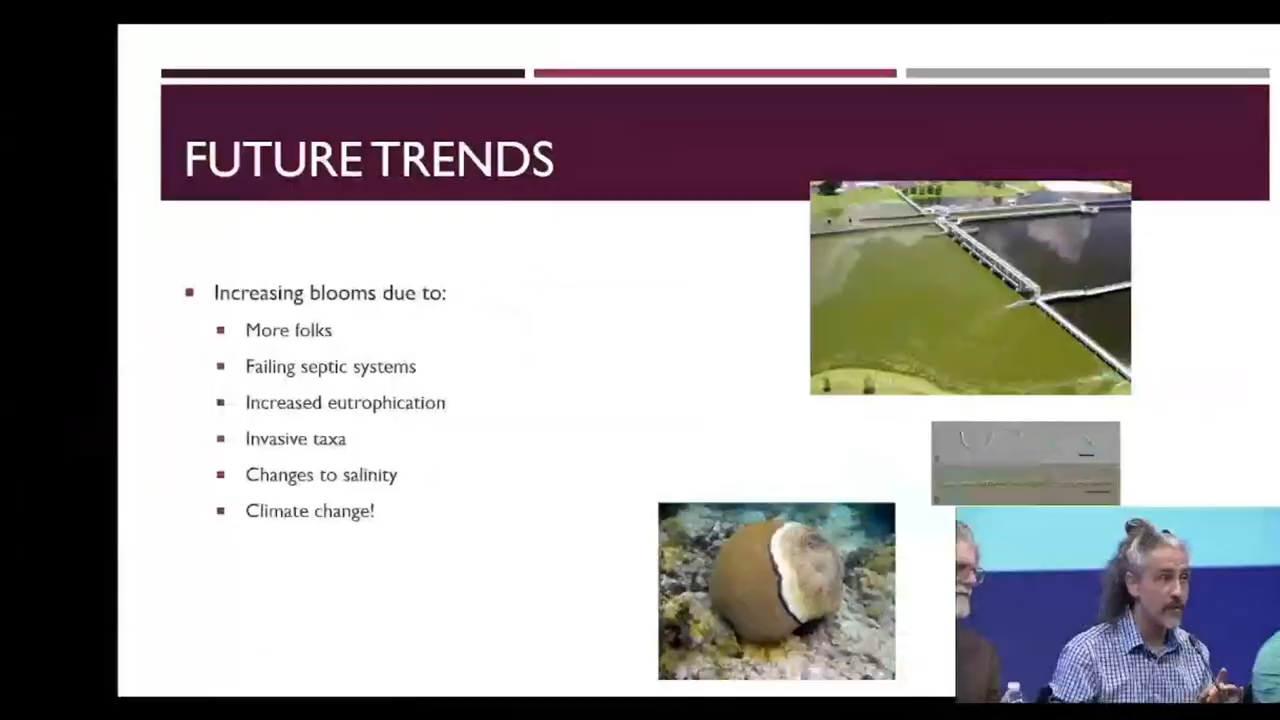 FUTURE TRENDS
Increasing blooms due to:
More folks
Failing septic systems
Increased eutrophication
Invasive taxa
Changes to salinity
Climate change!